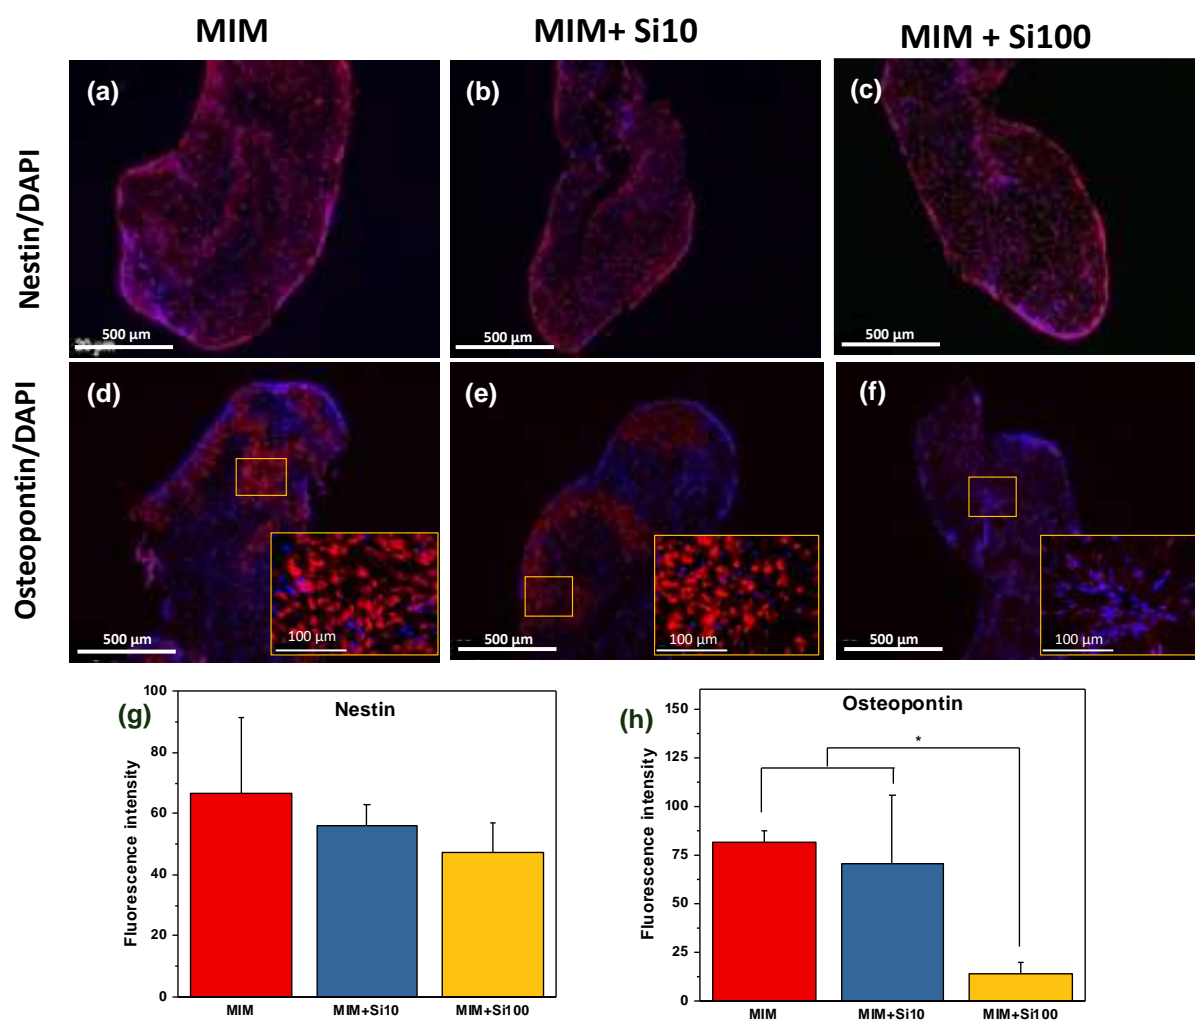 MIM
MIM+ Si10
MIM + Si100
Nestin/DAPI
(a)
(b)
(c)
500 µm
500 µm
500 µm
Osteopontin/DAPI
(d)
(e)
(f)
500 µm
100 µm
500 µm
100 µm
500 µm
100 µm
(g)
Nestin
Fluorescence intensity
100
80
60
40
20
0
MIM
MIM+Si10
MIM+Si100
(h)
Osteopontin
*
Fluorescence intensity
150
125
100
75
50
25
0
MIM
MIM+Si10
MIM+Si100